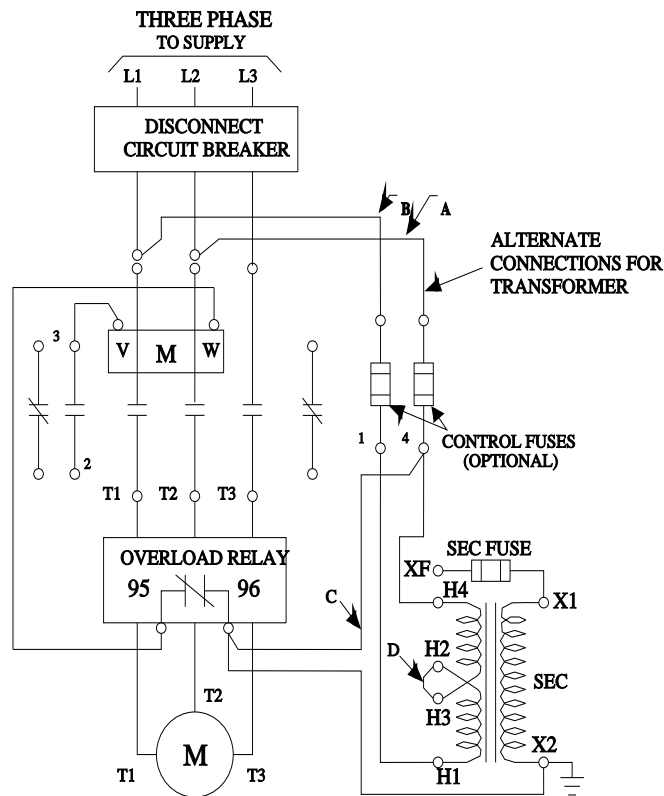 THREE PHASE
TO SUPPLY
L1 L2 L3
DISCONNECT
CIRCUIT BREAKER
B A
ALTERNATE
CONNECTIONS FOR
TRANSFORMER
3
V M W
2
1 4
CONTROL FUSES
(OPTIONAL)
T1 T2 T3
OVERLOAD RELAY
95 96
SEC FUSE
XF
H4 X1
C
D H2
SEC
H3
T2
M
X2
T1 T3
H1